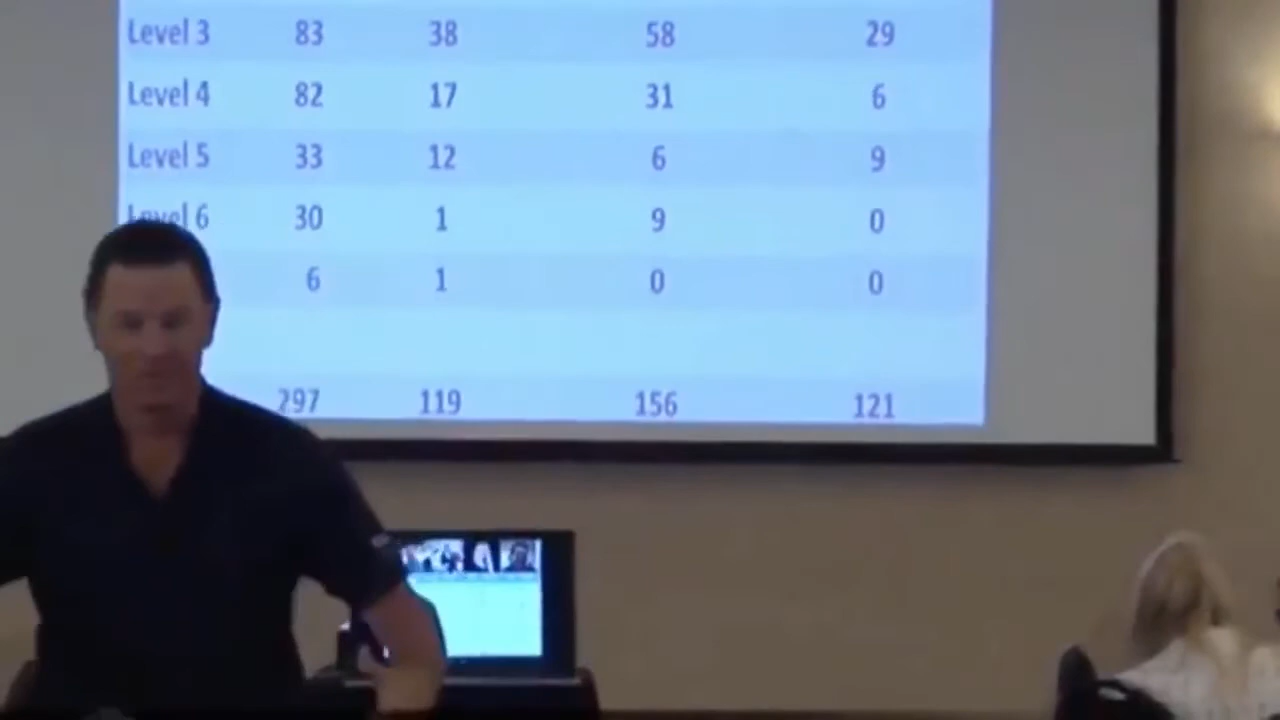 Level 3 83 38 58 29
Level 4 82 17 31 6
Level 5 33 12 6 9
Level 6 30 1 9 0
6 1 0 0
297 119 156 121